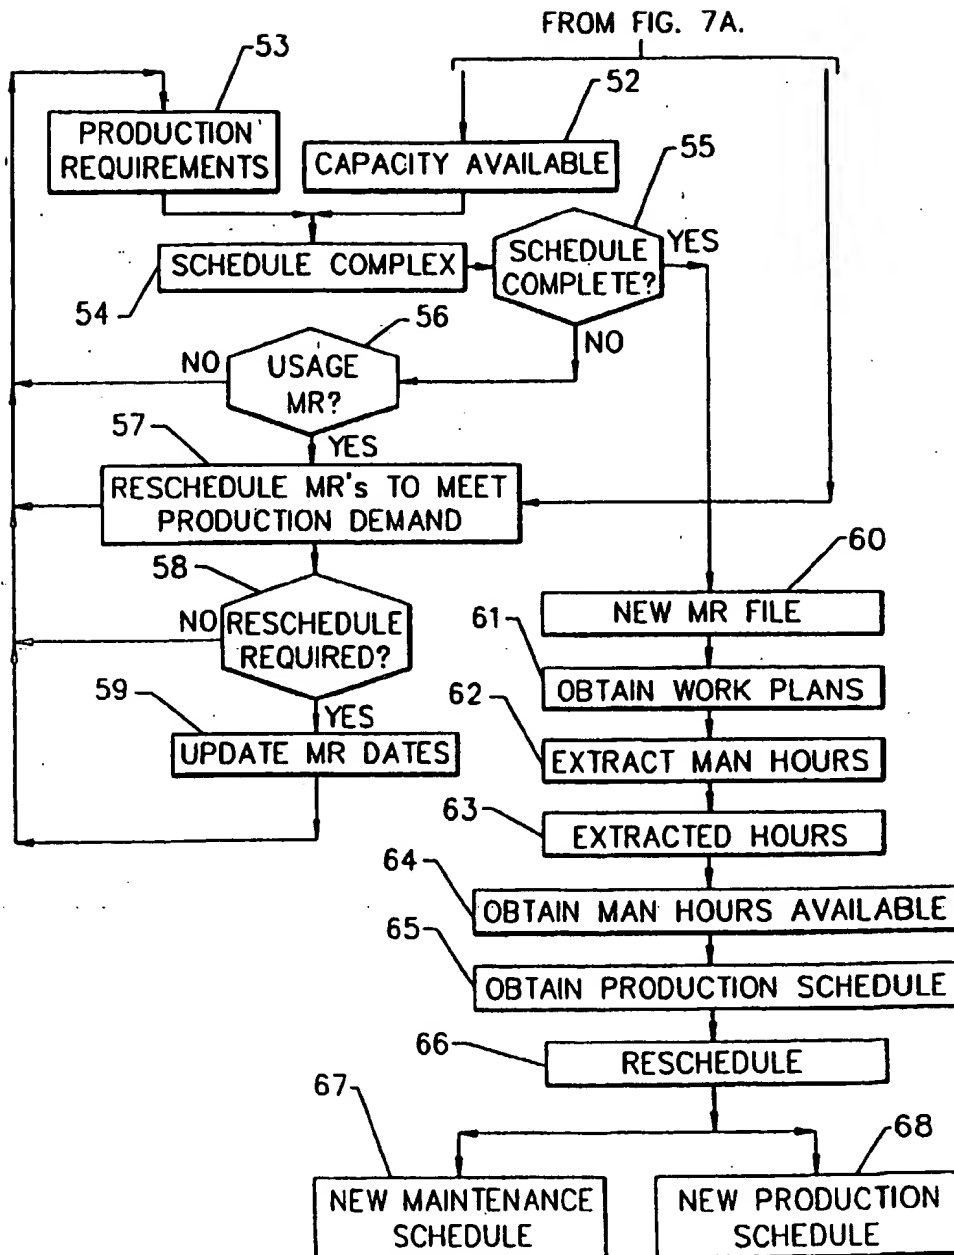 FROM FIG. 7A.
53
52
PRODUCTION
REQUIREMENTS
CAPACITY AVAILABLE
55
SCHEDULE COMPLEX
54
SCHEDULE
COMPLETE?
YES
NO
56
USAGE
MR?
NO
YES
57
RESCHEDULE MR's TO MEET
PRODUCTION DEMAND
58
RESCHEDULE
REQUIRED?
NO
YES
59
UPDATE MR DATES
60
NEW MR FILE
61
OBTAIN WORK PLANS
62
EXTRACT MAN HOURS
63
EXTRACTED HOURS
64
OBTAIN MAN HOURS AVAILABLE
65
OBTAIN PRODUCTION SCHEDULE
66
RESCHEDULE
67
NEW MAINTENANCE
SCHEDULE
68
NEW PRODUCTION
SCHEDULE